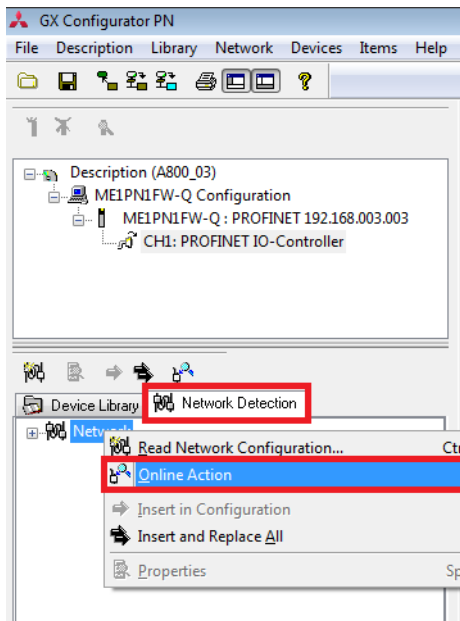 GX Configurator PN
File Description Library Network Devices Items Help
Description (A800_03)
ME1PN1FW-Q Configuration
ME1PN1FW-Q : PROFINET 192.168.003.003
CH1: PROFINET IO-Controller
Device Library Network Detection
Network
Read Network Configuration... Ctr
Online Action
Insert in Configuration
Insert and Replace All
Properties Sp